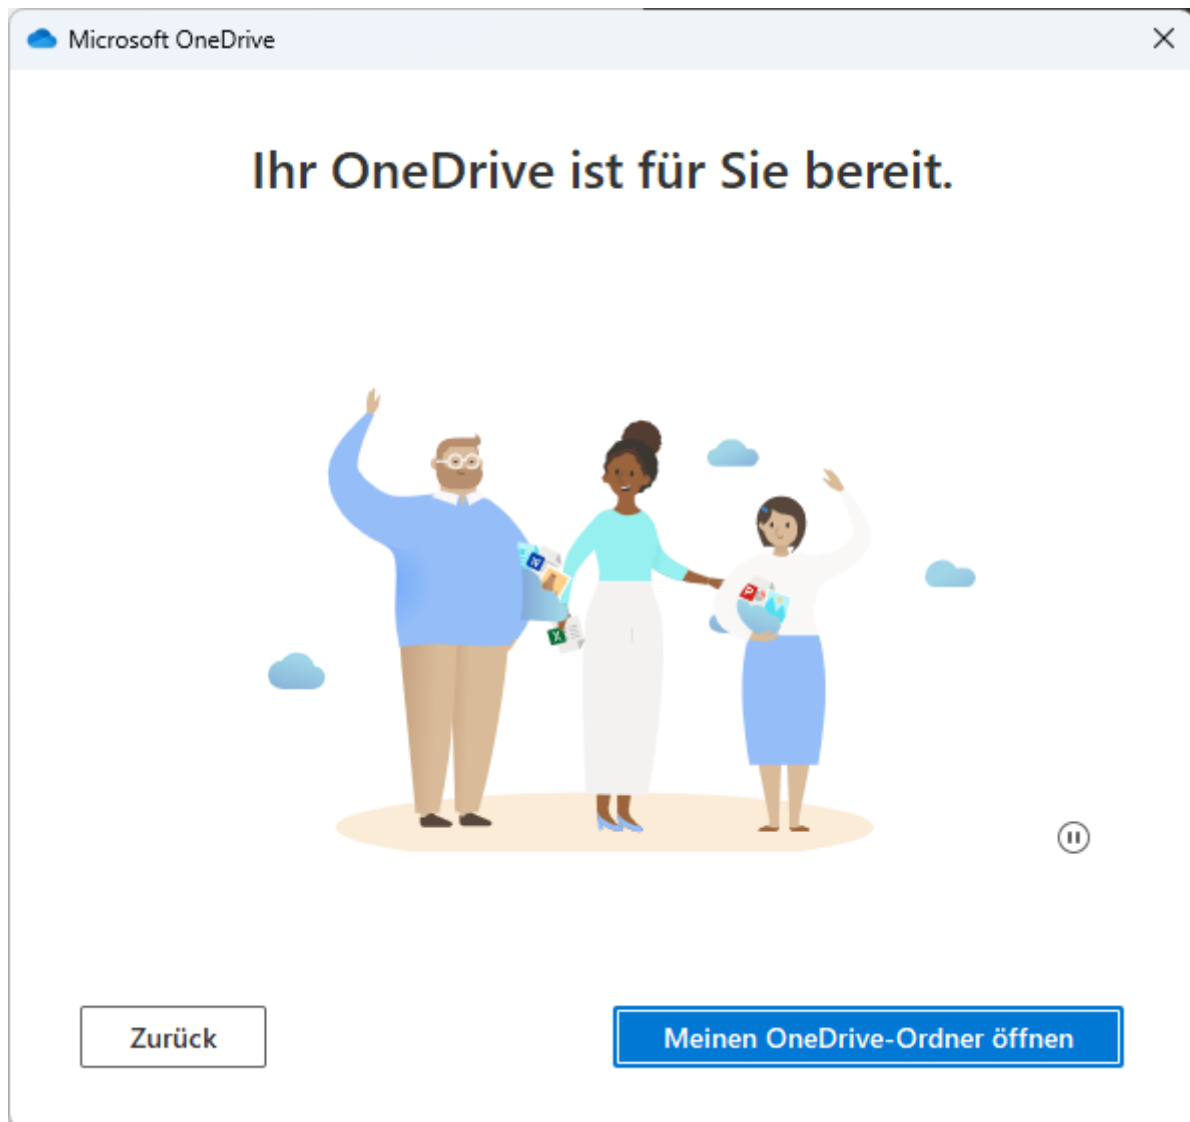 Microsoft OneDrive
Ihr OneDrive ist für Sie bereit.
W
X
P
Zurück
Meinen OneDrive-Ordner öffnen